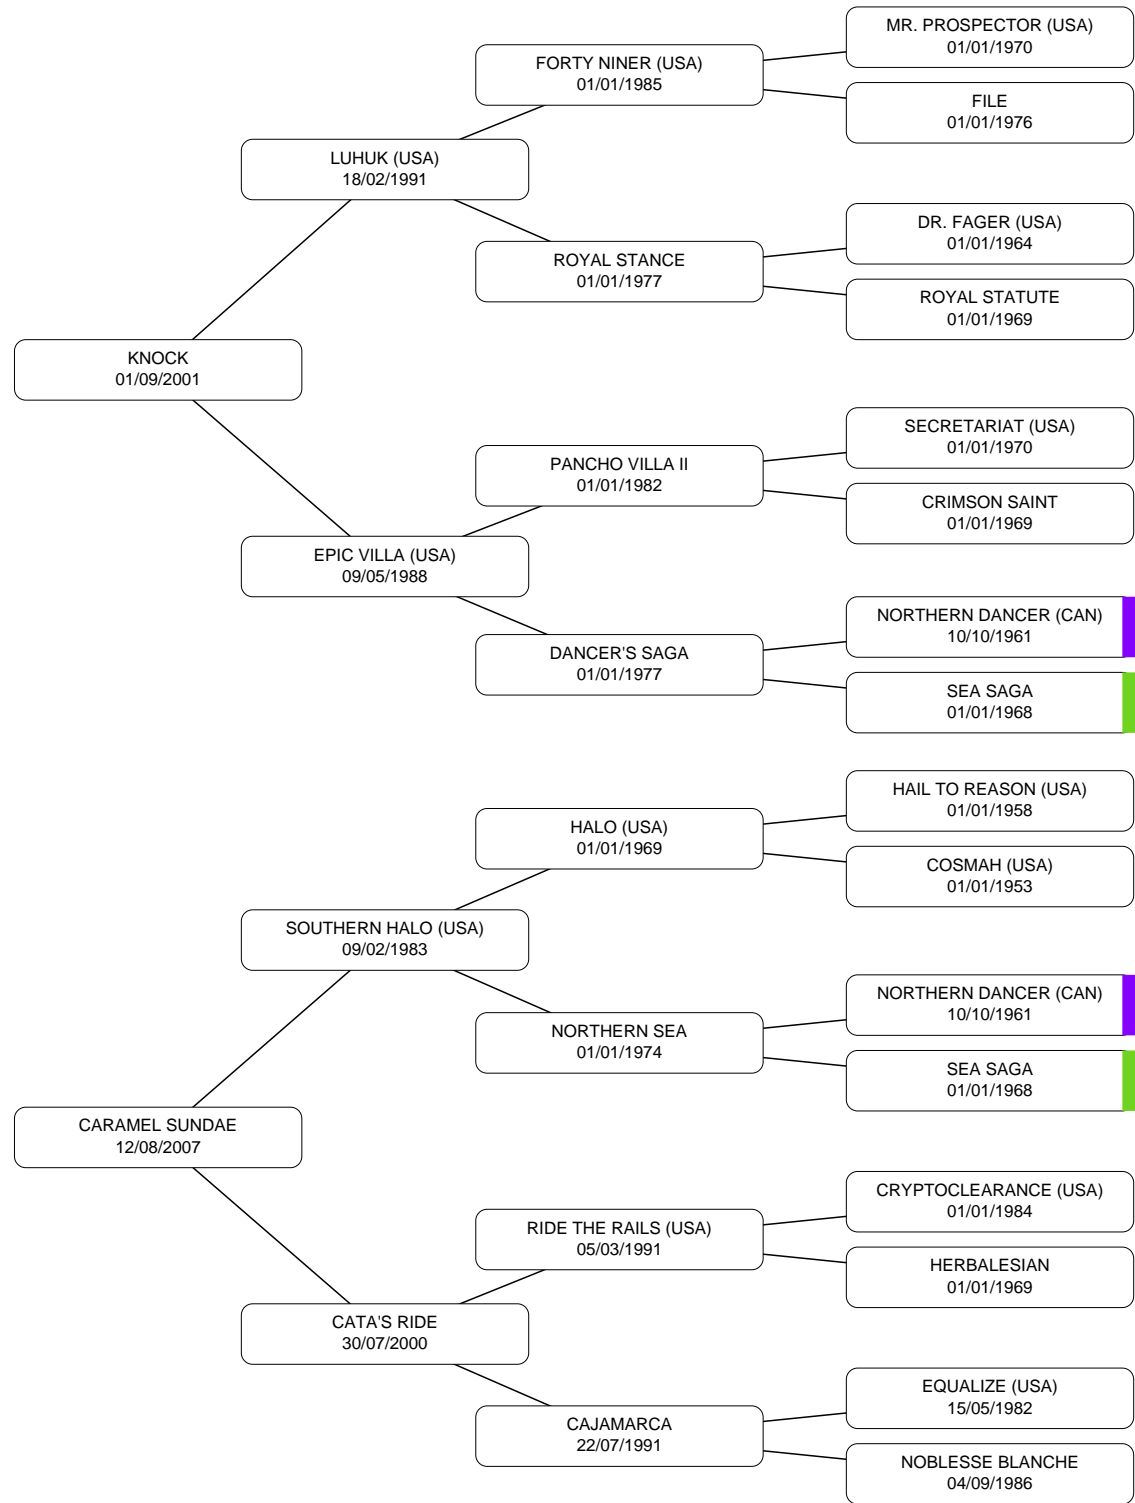 MR. PROSPECTOR (USA)
01/01/1970
FORTY NINER (USA)
01/01/1985
FILE
01/01/1976
LUHUK (USA)
18/02/1991
DR. FAGER (USA)
01/01/1964
ROYAL STANCE
01/01/1977
ROYAL STATUTE
01/01/1969
KNOCK
01/09/2001
SECRETARIAT (USA)
01/01/1970
PANCHO VILLA II
01/01/1982
CRIMSON SAINT
01/01/1969
EPIC VILLA (USA)
09/05/1988
NORTHERN DANCER (CAN)
10/10/1961
DANCER'S SAGA
01/01/1977
SEA SAGA
01/01/1968
HAIL TO REASON (USA)
01/01/1958
HALO (USA)
01/01/1969
COSMAH (USA)
01/01/1953
SOUTHERN HALO (USA)
09/02/1983
NORTHERN DANCER (CAN)
10/10/1961
NORTHERN SEA
01/01/1974
SEA SAGA
01/01/1968
CARAMEL SUNDAE
12/08/2007
CRYPTOCLEARANCE (USA)
01/01/1984
RIDE THE RAILS (USA)
05/03/1991
HERBALESIAN
01/01/1969
CATA'S RIDE
30/07/2000
EQUALIZE (USA)
15/05/1982
CAJAMARCA
22/07/1991
NOBLESSE BLANCHE
04/09/1986